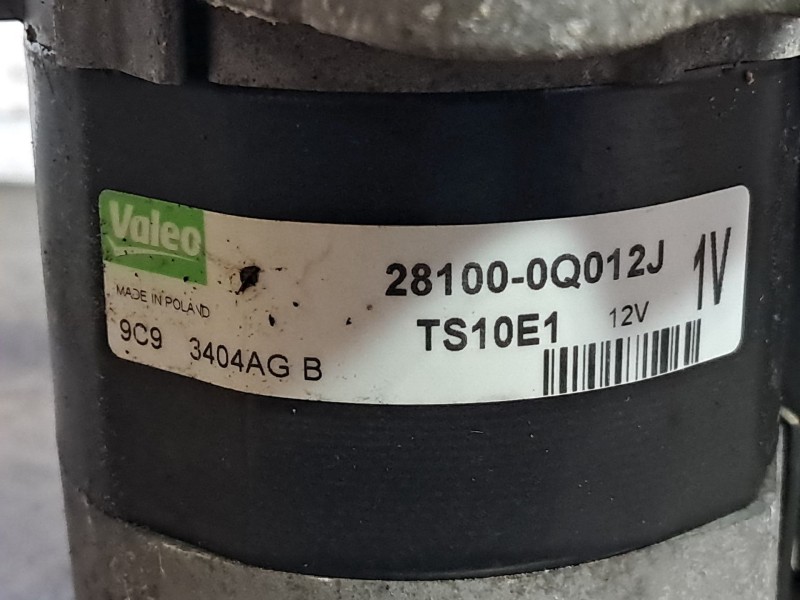 Valeo
MADE IN POLAND
9C9 3404AG B
28100-0Q012J 1V
TS10E1 12V